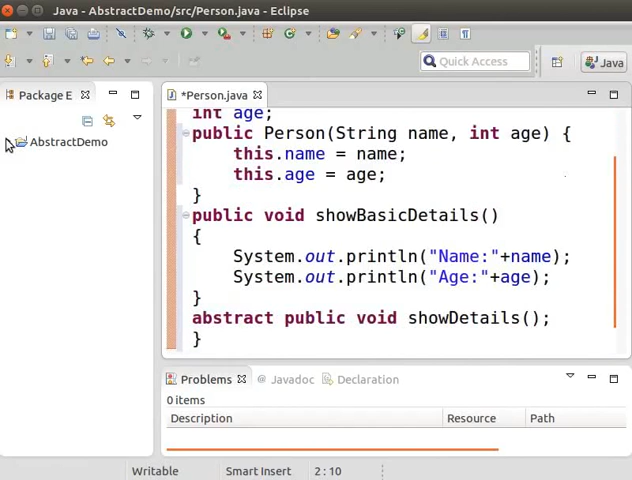 Java - AbstractDemo/src/Person.java - Eclipse
Quick Access
Java
Package E
*Person.java
AbstractDemo
int age;
public Person(String name, int age) {
this.name = name;
this.age = age;
}
public void showBasicDetails()
{
System.out.println("Name:"+name);
System.out.println("Age:"+age);
}
abstract public void showDetails();
}
Problems
@ Javadoc
Declaration
0 items
Description
Resource
Path
Writable
Smart Insert
2 : 10